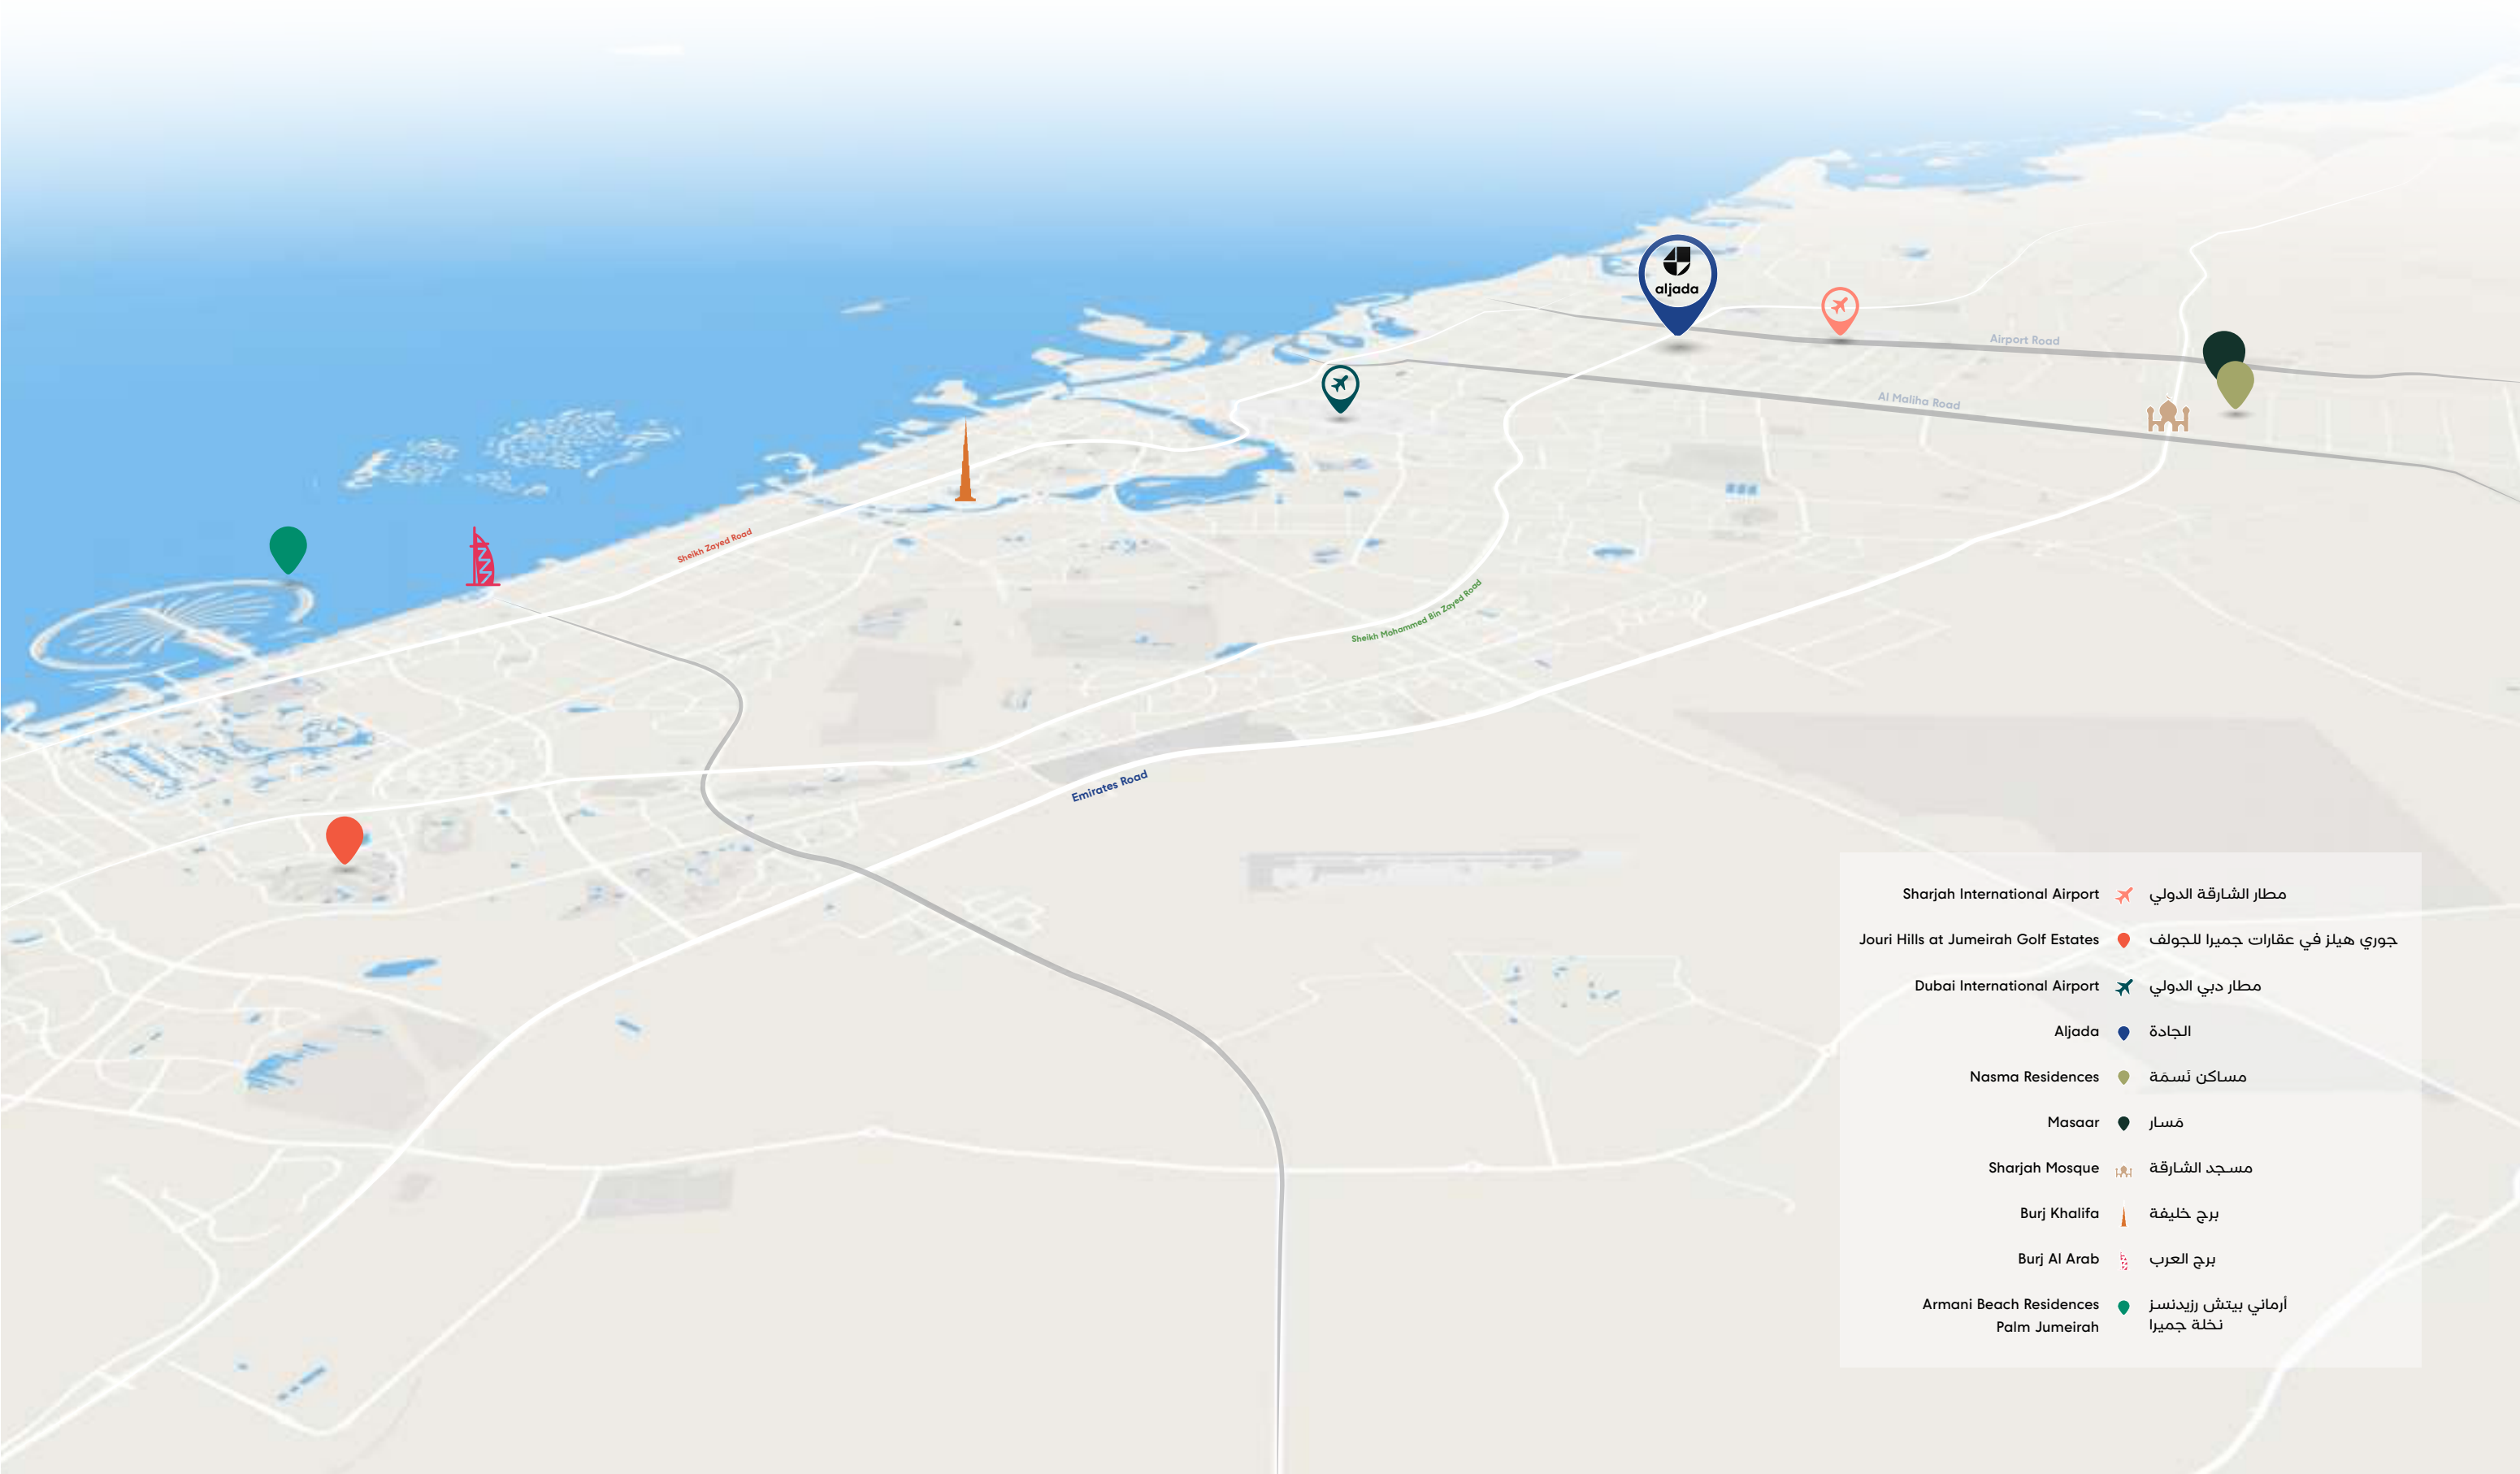 aljada
Airport Road
Al Maliha Road
Sheikh Zayed Road
Sheikh Mohammed Bin Zayed Road
Emirates Road
Sharjah International Airport مطار الشارقة الدولي
Jouri Hills at Jumeirah Golf Estates جوري هيلز في عقارات جميرا للجولف
Dubai International Airport مطار دبي الدولي
Aljada الجادة
Nasma Residences مساكن نَسمَة
Masaar مَسار
Sharjah Mosque مسجد الشارقة
Burj Khalifa برج خليفة
Burj Al Arab برج العرب
Armani Beach Residences أرماني بيتش رزيدنسز
Palm Jumeirah نخلة جميرا